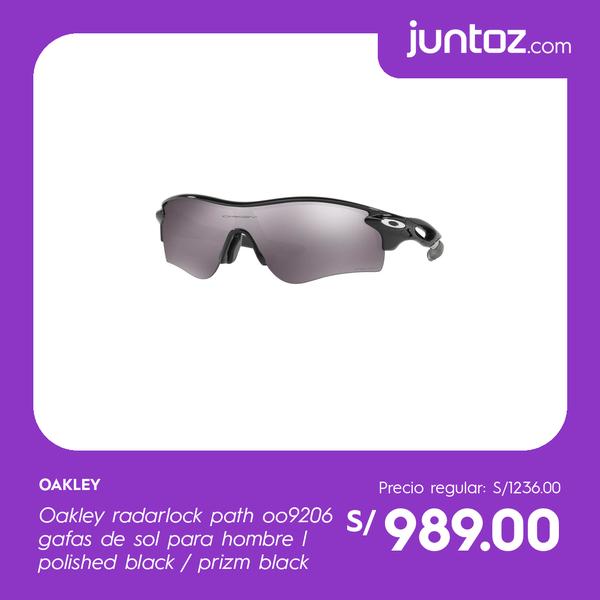 juntoz.com
OAKLEY
OAKLEY
Oakley radarlock path oo9206
gafas de sol para hombre |
polished black / prizm black
Precio regular: S/1236.00
S/ 989.00